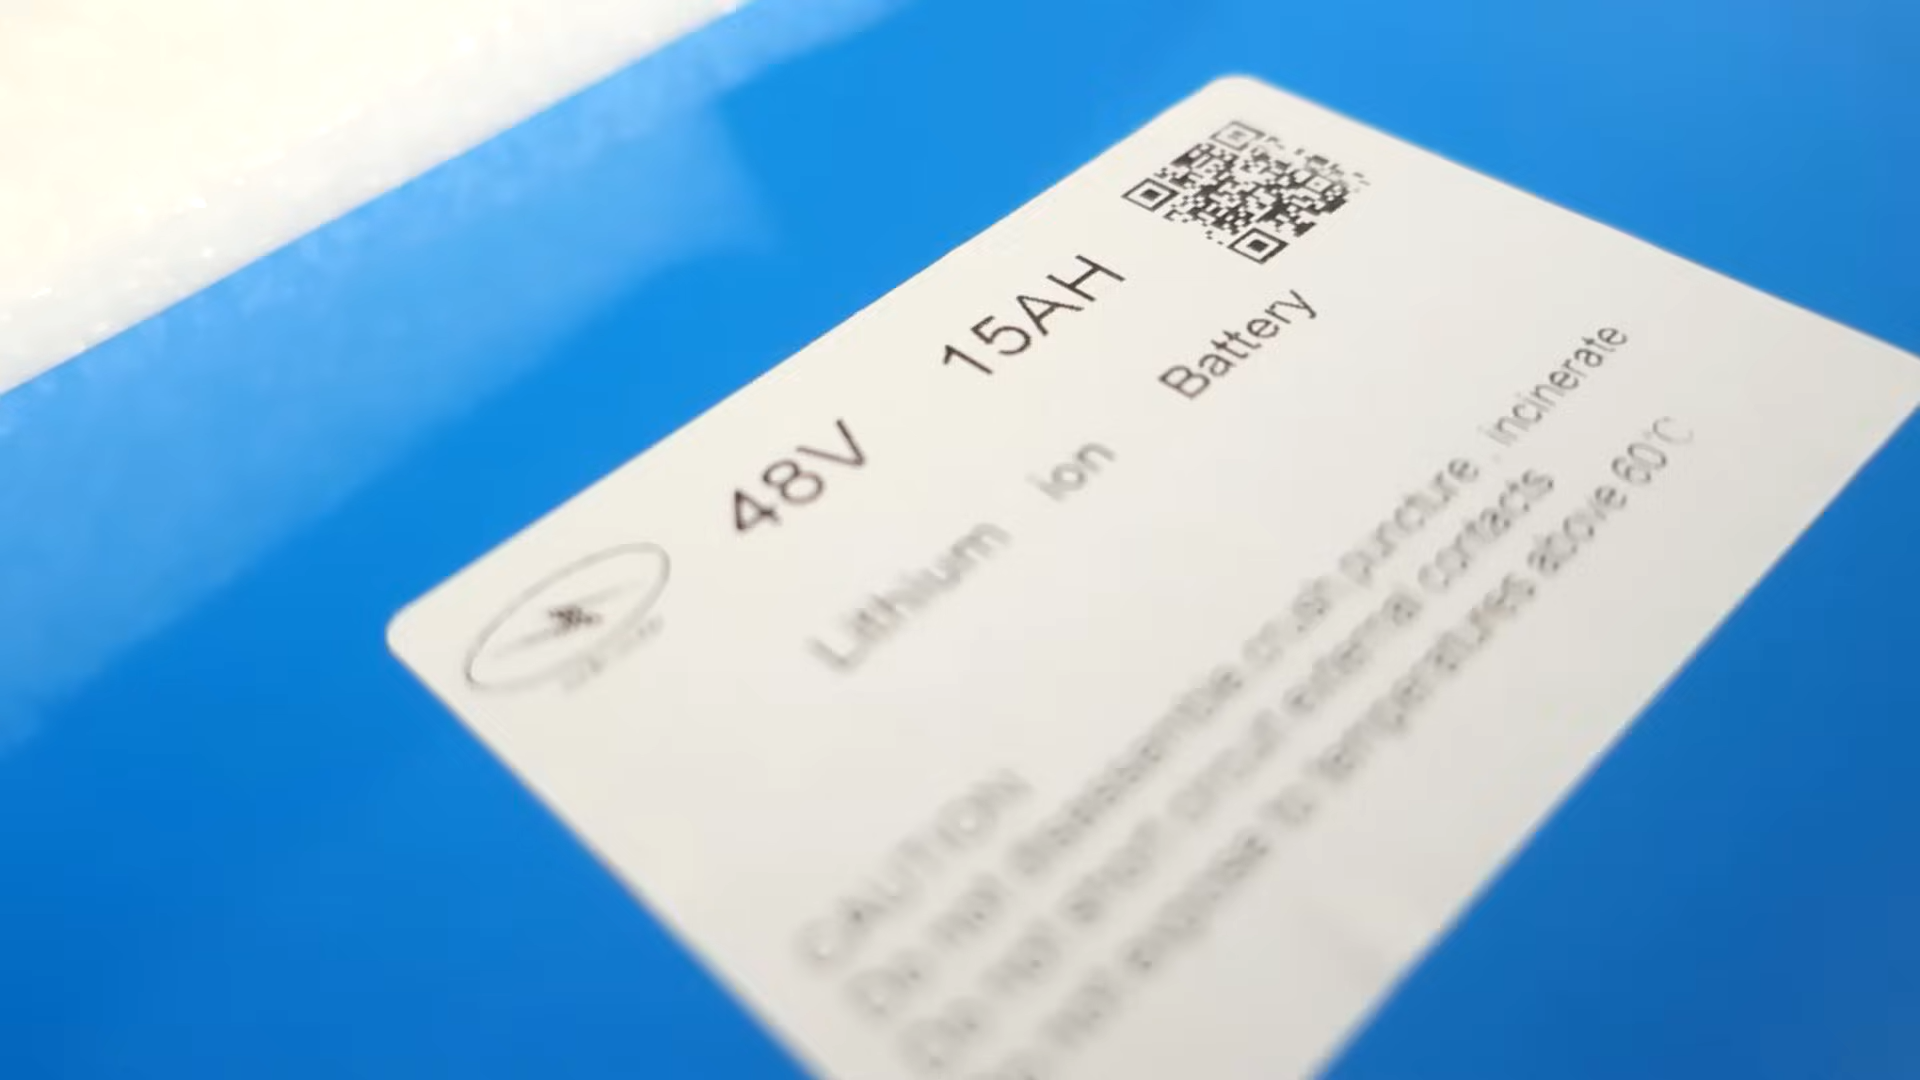 48V 15AH
Lithium ion Battery
CAUTION
Do not disassemble crush puncture , incinerate
Do not short circuit external contacts
not expose to temperatures above 60°C